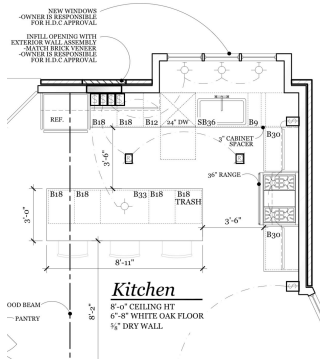 NEW WINDOWS
-OWNER IS RESPONSIBLE
FOR H.D.C APPROVAL
INFILL OPENING WITH
EXTERIOR WALL ASSEMBLY
-MATCH BRICK VENEER
-OWNER IS RESPONSIBLE
FOR H.D.C APPROVAL
REF.
B18
B18
B12
24" DW
SB36
B9
3" CABINET
SPACER
B30
3'-6"
36" RANGE
B18
B18
B33
B18
B18
TRASH
3'-0"
3'-6"
B30
8'-11"
Kitchen
8'-0" CEILING HT
6"-8" WHITE OAK FLOOR
⅝" DRY WALL
8'-2"
OOD BEAM
PANTRY